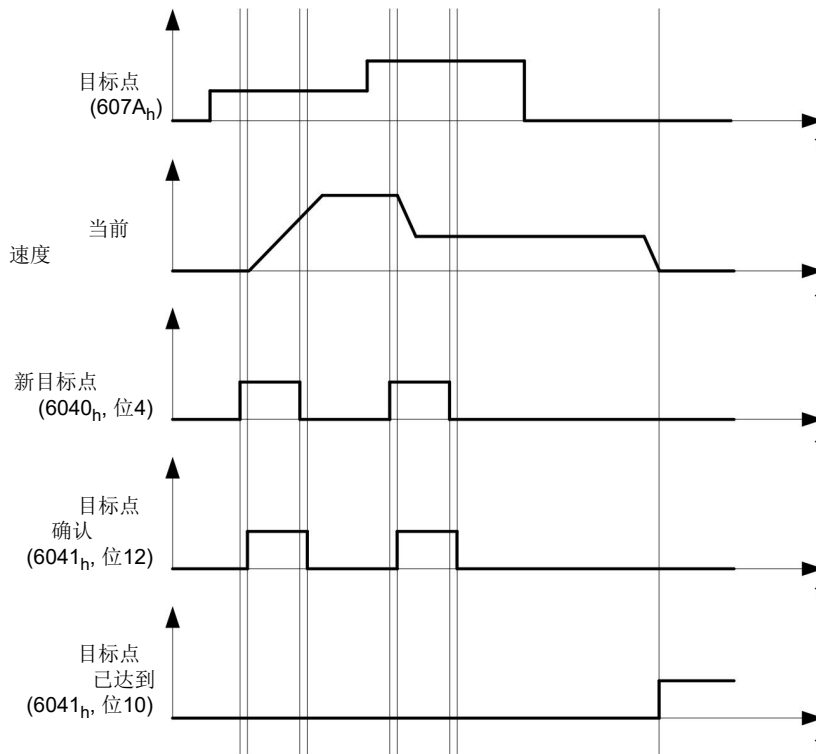 目标点
(607Ah)
当前
速度
新目标点
(6040h, 位4)
目标点
确认
(6041h, 位12)
目标点
已达到
(6041h, 位10)